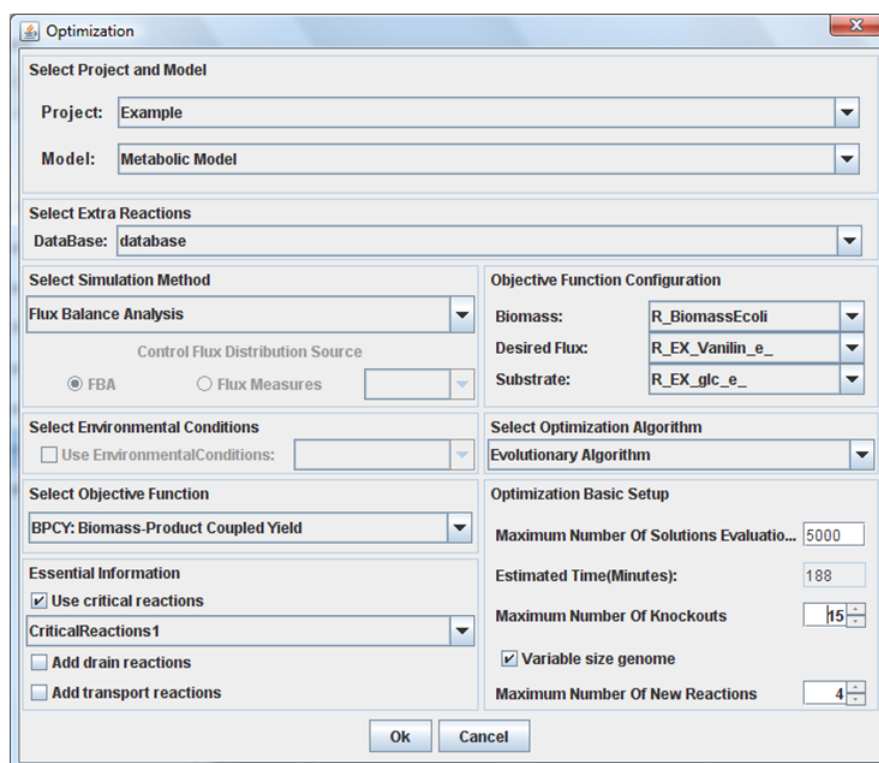 Optimization
Select Project and Model
Project: Example
Model: Metabolic Model
Select Extra Reactions
DataBase: database
Select Simulation Method
Flux Balance Analysis
Control Flux Distribution Source
FBA Flux Measures
Objective Function Configuration
Biomass: R_BiomassEcoli
Desired Flux: R_EX_Vanilin_e_
Substrate: R_EX_glc_e_
Select Environmental Conditions
Use EnvironmentalConditions:
Select Optimization Algorithm
Evolutionary Algorithm
Select Objective Function
BPCY: Biomass-Product Coupled Yield
Essential Information
Use critical reactions
CriticalReactions1
Add drain reactions
Add transport reactions
Optimization Basic Setup
Maximum Number Of Solutions Evaluatio... 5000
Estimated Time(Minutes): 188
Maximum Number Of Knockouts 15
Variable size genome
Maximum Number Of New Reactions 4
Ok Cancel